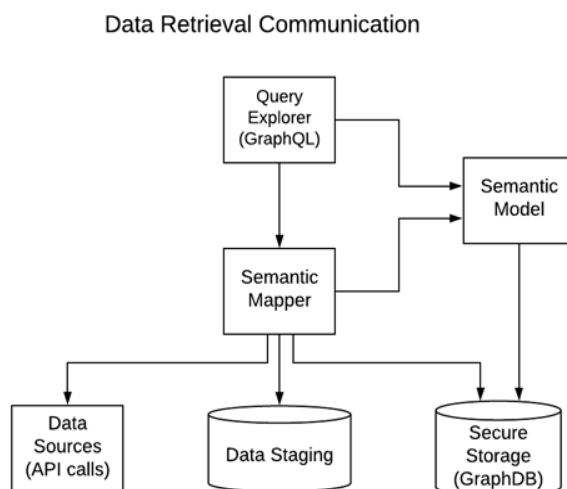 Data Retrieval Communication
Query
Explorer
(GraphQL)
Semantic
Model
Semantic
Mapper
Data
Sources
(API calls)
Data Staging
Secure
Storage
(GraphDB)